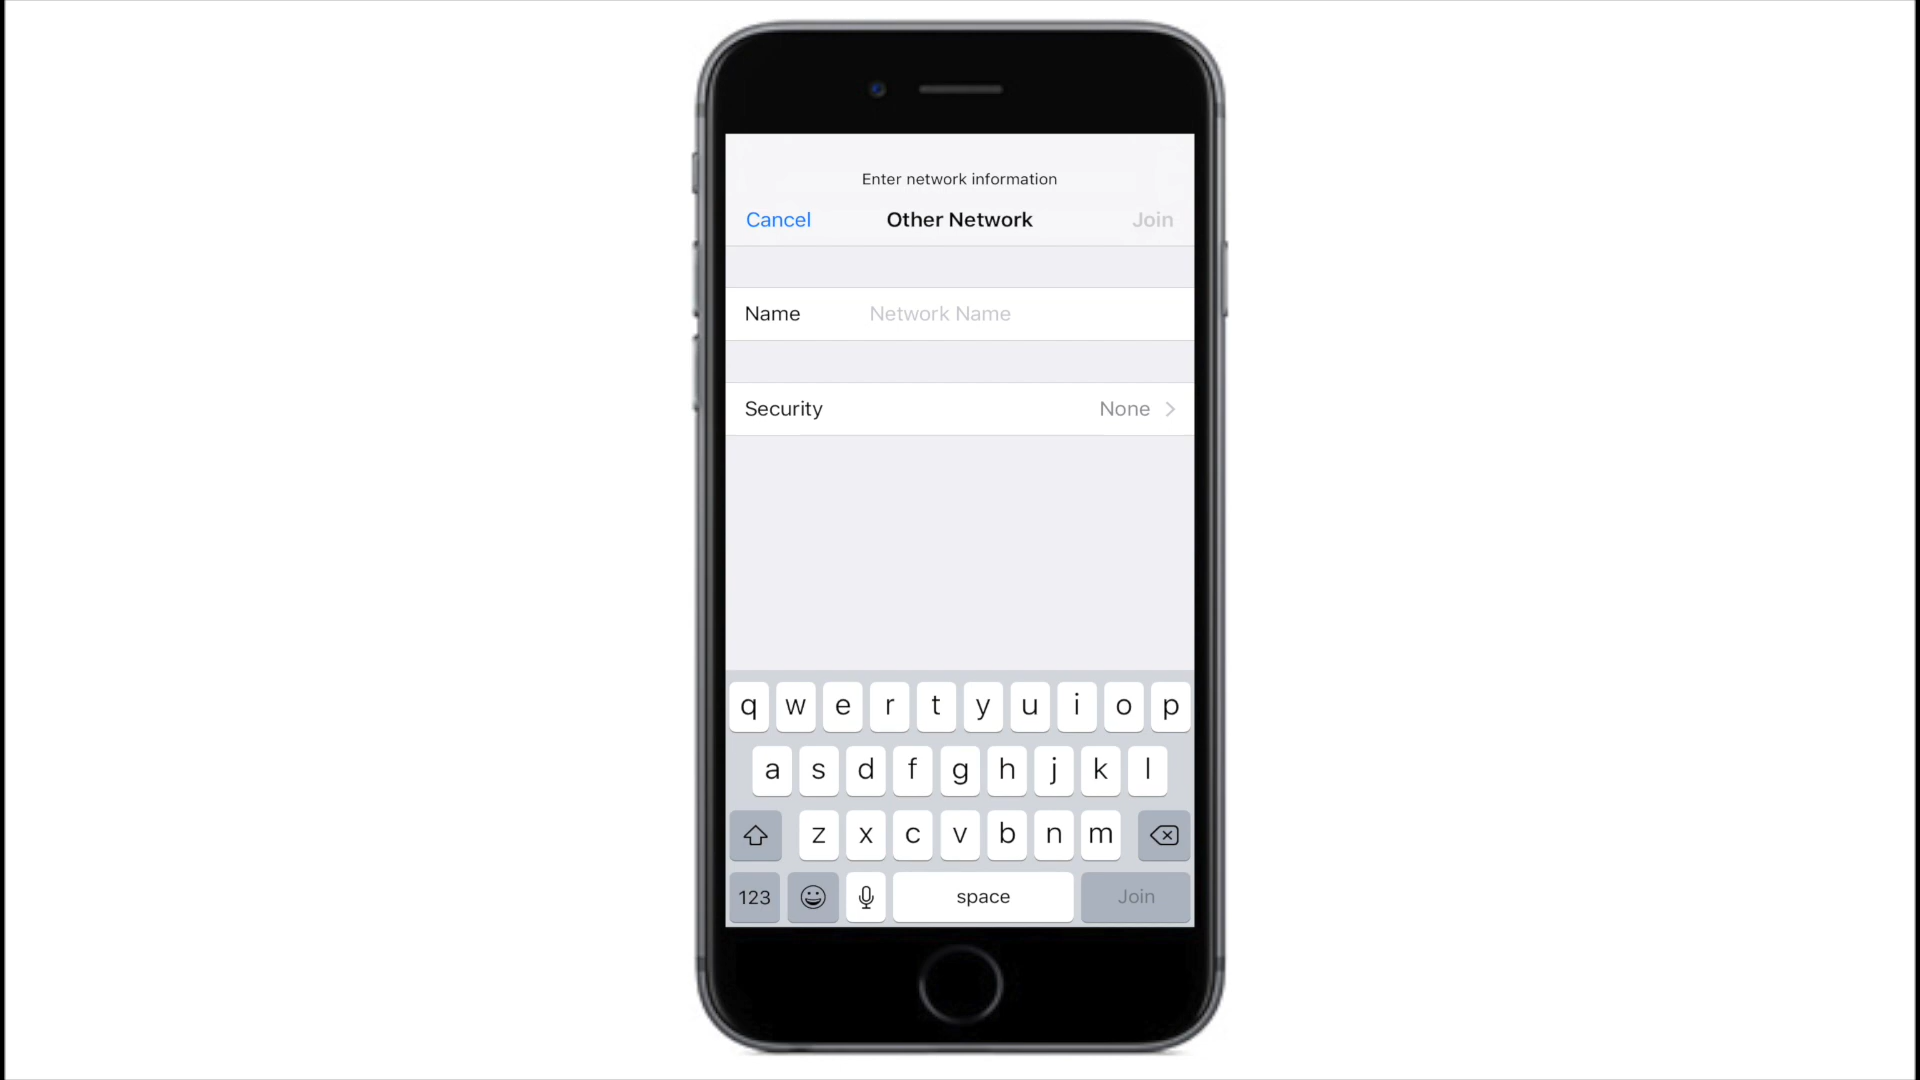 Enter network information
Cancel Other Network Join
Name Network Name
Security None
q w e r t y u i o p
a s d f g h j k l
z x c v b n m
123 space Join